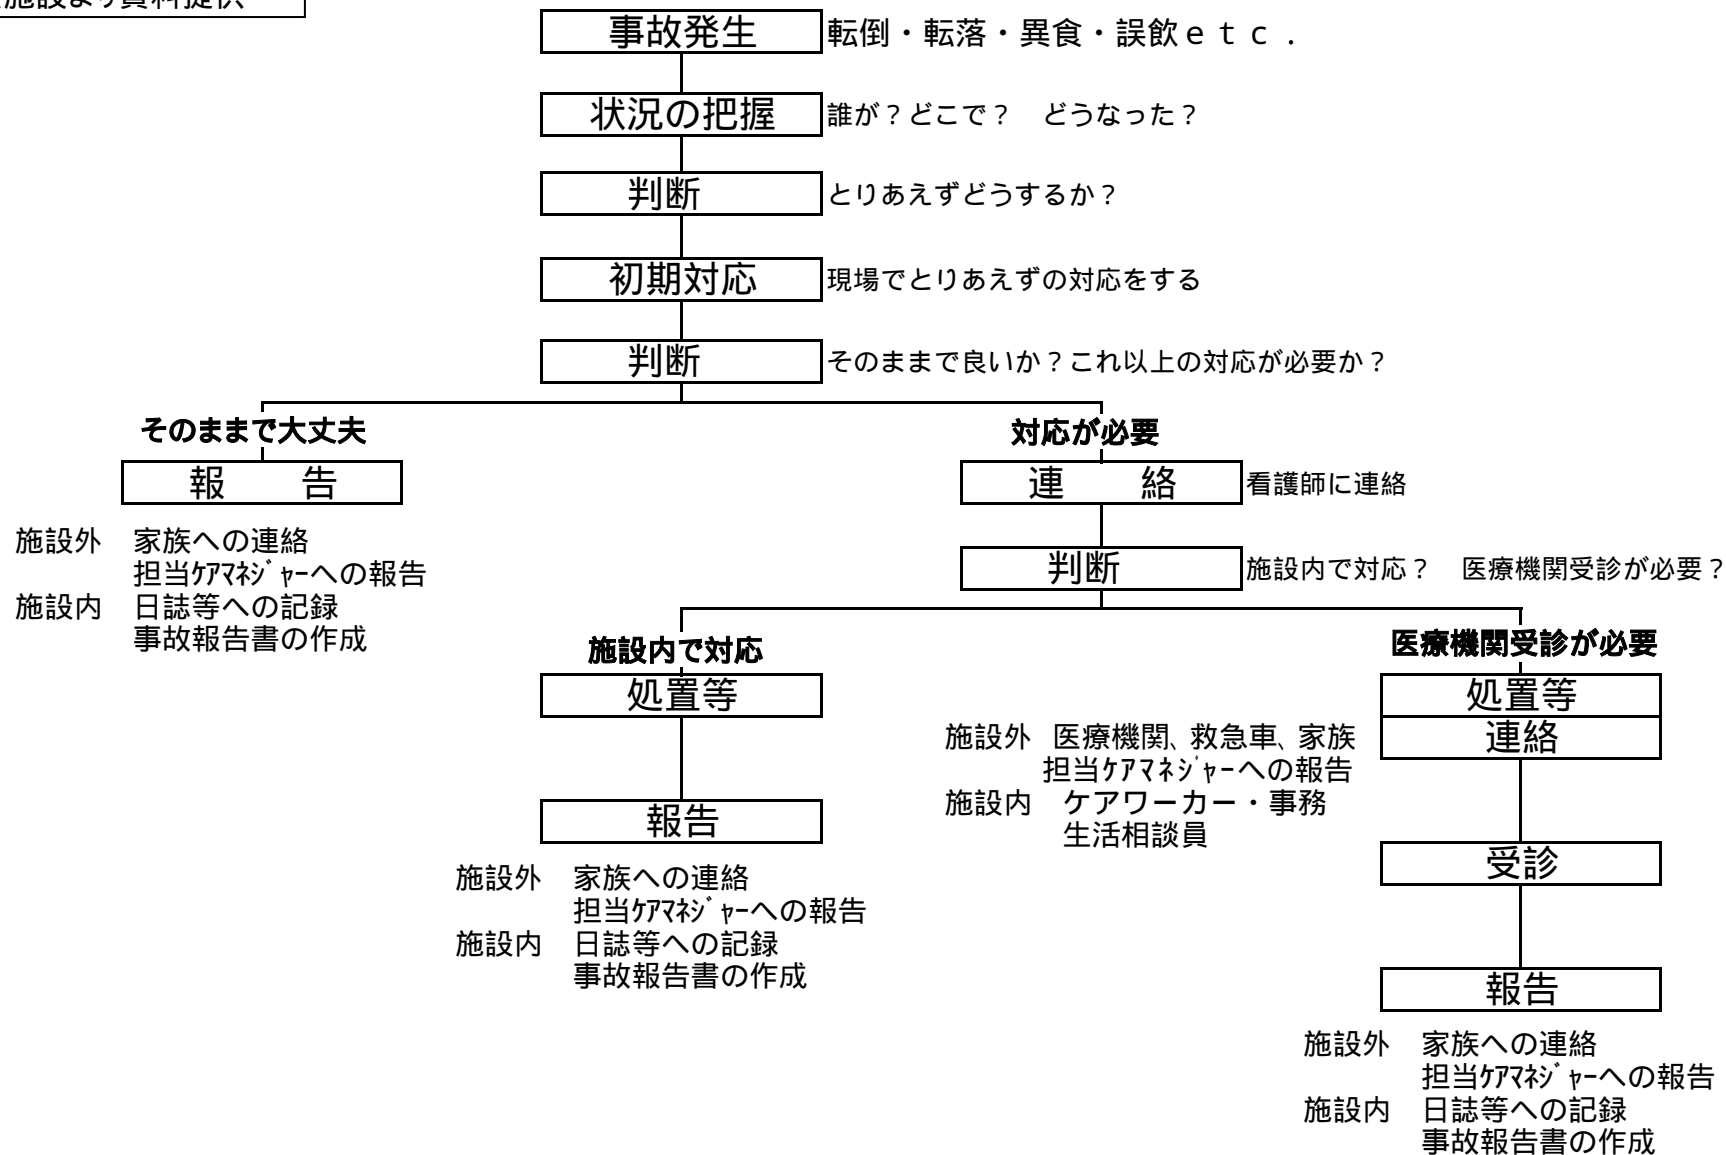 施設より資料提供
事故発生 転倒・転落・異食・誤飲ｅｔｃ．
状況の把握 誰が？どこで？　どうなった？
判断 とりあえずどうするか？
初期対応 現場でとりあえずの対応をする
判断 そのままで良いか？これ以上の対応が必要か？
そのままで大丈夫
報　　告
施設外　家族への連絡
担当ｹｱﾏﾈｼﾞｬｰへの報告
施設内　日誌等への記録
事故報告書の作成
対応が必要
連　　絡 看護師に連絡
判断 施設内で対応？　医療機関受診が必要？
施設内で対応
処置等
報告
施設外　家族への連絡
担当ｹｱﾏﾈｼﾞｬｰへの報告
施設内　日誌等への記録
事故報告書の作成
医療機関受診が必要
処置等
連絡
施設外　医療機関、救急車、家族
担当ｹｱﾏﾈｼﾞｬｰへの報告
施設内　ケアワーカー・事務
生活相談員
受診
報告
施設外　家族への連絡
担当ｹｱﾏﾈｼﾞｬｰへの報告
施設内　日誌等への記録
事故報告書の作成